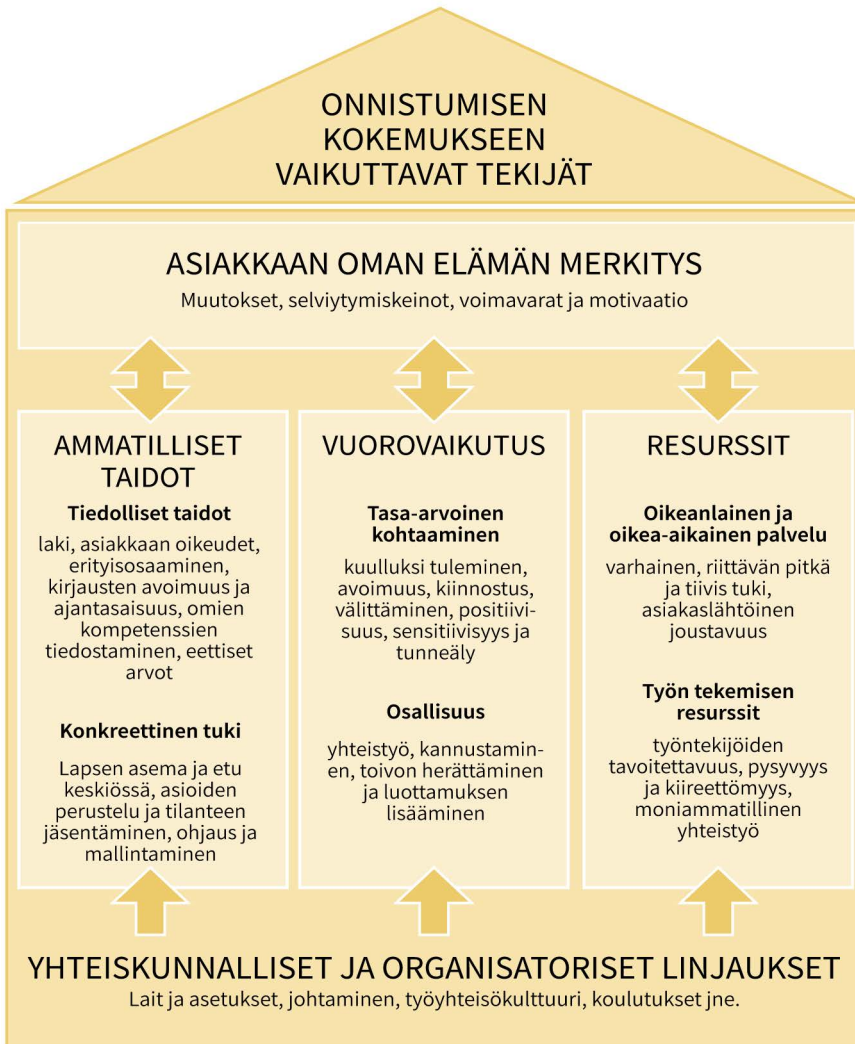 ONNISTUMISEN
KOKEMUKSEEN
VAIKUTTAVAT TEKIJÄT
ASIAKKAAN OMAN ELÄMÄN MERKITYS
Muutokset, selviytymiskeinot, voimavarat ja motivaatio
AMMATILLISET
TAIDOT
Tiedolliset taidot
laki, asiakkaan oikeudet,
erityisosaaminen,
kirjausten avoimuus ja
ajantasaisuus, omien
kompetenssien
tiedostaminen, eettiset
arvot
Konkreettinen tuki
Lapsen asema ja etu
keskiössä, asioiden
perustelu ja tilanteen
jäsentäminen, ohjaus ja
mallintaminen
VUOROVAIKUTUS
Tasa-arvoinen
kohtaaminen
kuulluksi tuleminen,
avoimuus, kiinnostus,
välittäminen, positiivi-
suus, sensitiivisyys ja
tunneäly
Osallisuus
yhteistyö, kannustamin-
en, toivon herättäminen
ja luottamuksen
lisääminen
RESURSSIT
Oikeanlainen ja
oikea-aikainen palvelu
varhainen, riittävän pitkä
ja tiivis tuki,
asiakaslähtöinen
joustavuus
Työn tekemisen
resurssit
työntekijöiden
tavoitettavuus, pysyvyys
ja kiireettömyys,
moniammatillinen
yhteistyö
YHTEISKUNNALLISET JA ORGANISATORISET LINJAUKSET
Lait ja asetukset, johtaminen, työyhteisökulttuuri, koulutukset jne.